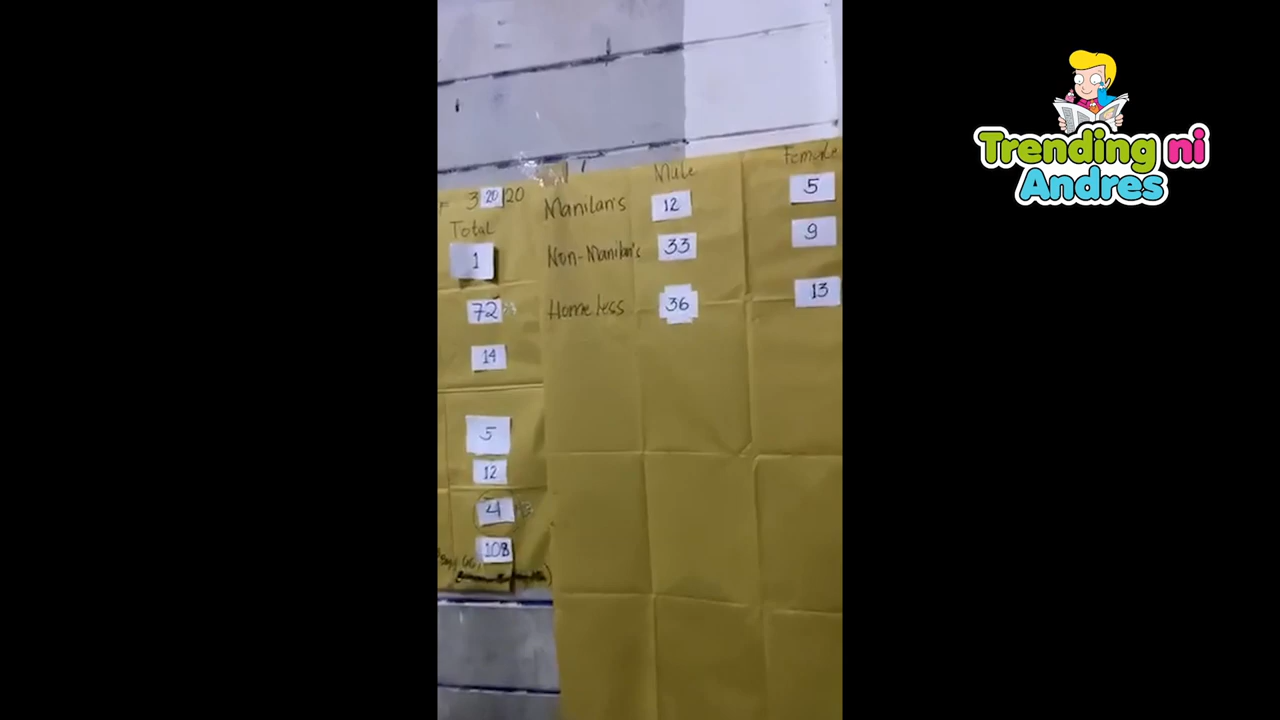 Trending ni
Andres
3 20/20
Total
1
72
14
5
12
4
108
Male
Female
Manilan's
12
5
Non-Manilan's
33
9
Homeless
36
13